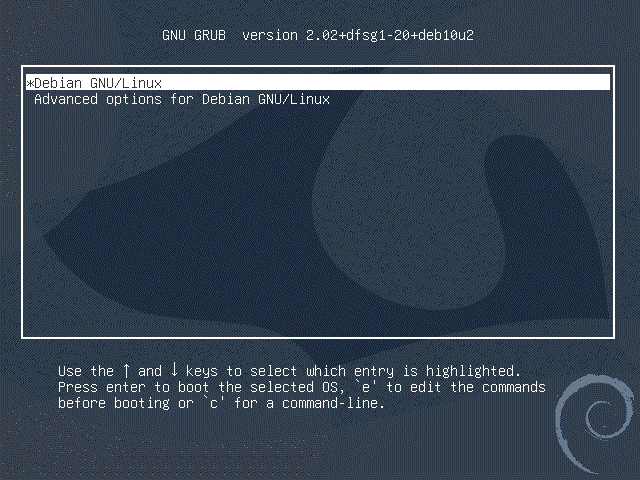 GNU GRUB  version 2.02+dfsg1-20+deb10u2
*Debian GNU/Linux
Advanced options for Debian GNU/Linux
Use the ↑ and ↓ keys to select which entry is highlighted.
Press enter to boot the selected OS, `e' to edit the commands
before booting or `c' for a command-line.